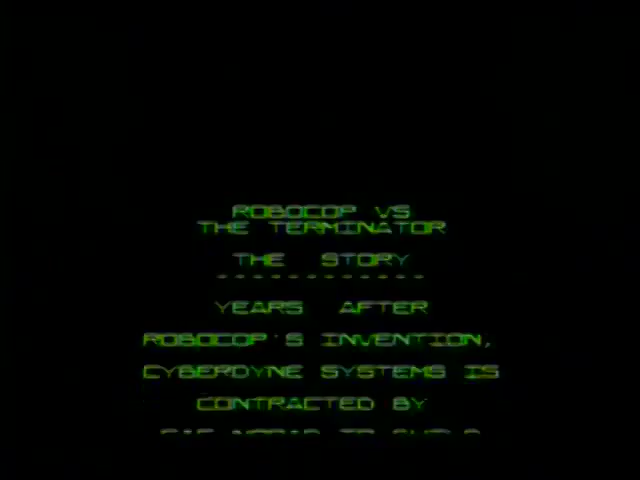 ROBOCOP VS
THE TERMINATOR
THE STORY
------------
YEARS AFTER
ROBOCOP'S INVENTION,
CYBERDYNE SYSTEMS IS
CONTRACTED BY